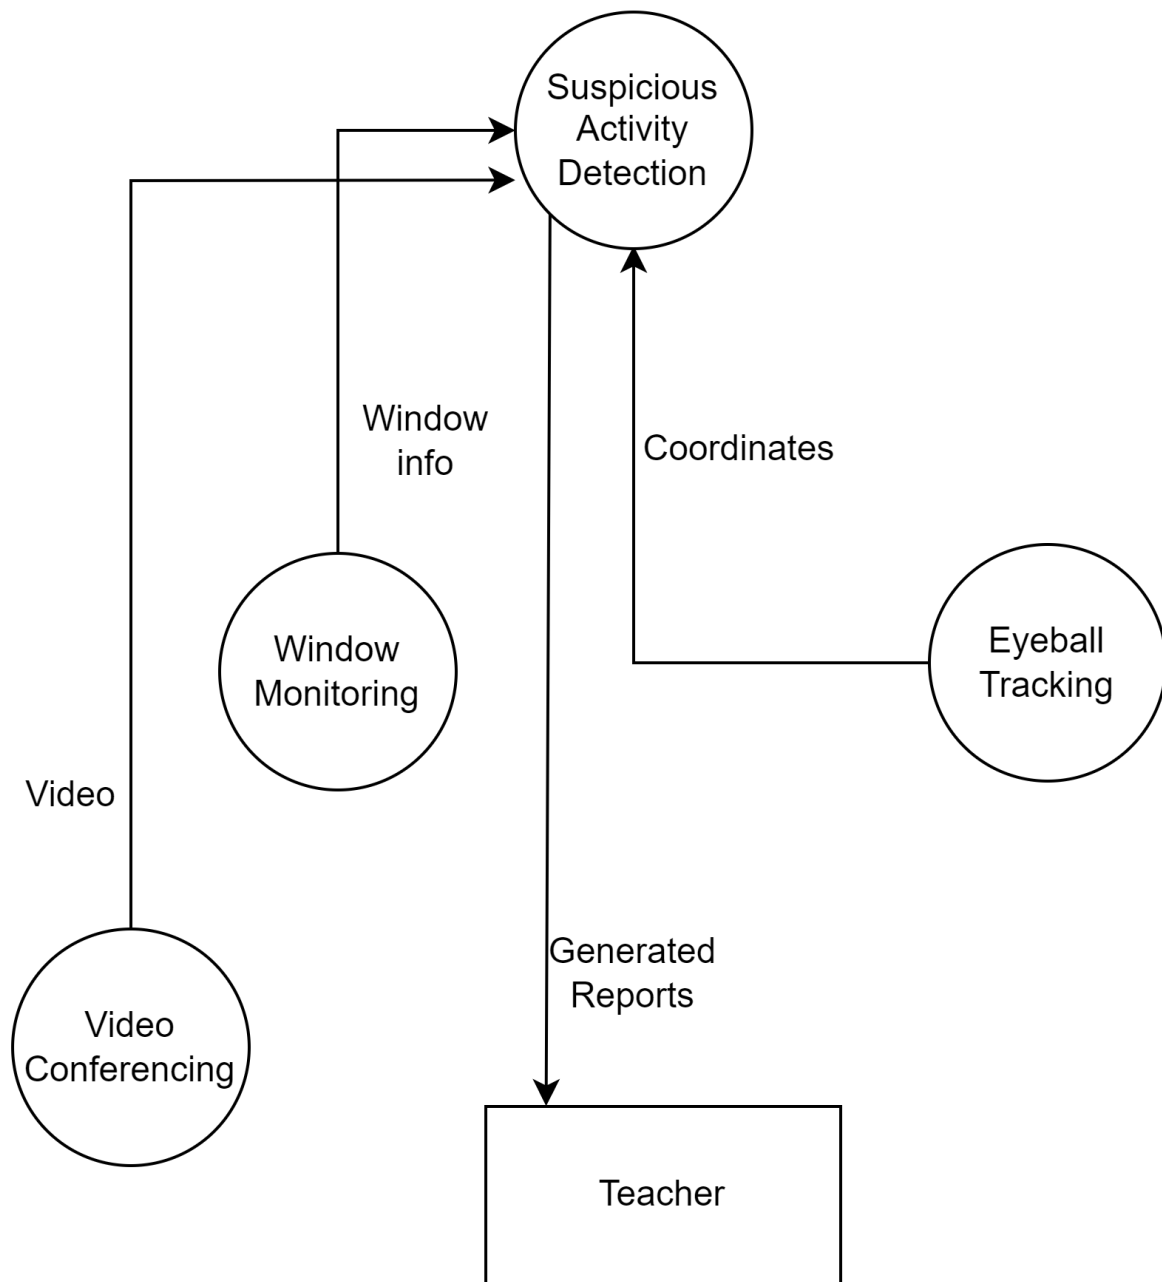 Suspicious
Activity
Detection
Window
info
Coordinates
Window
Monitoring
Eyeball
Tracking
Video
Generated
Reports
Video
Conferencing
Teacher